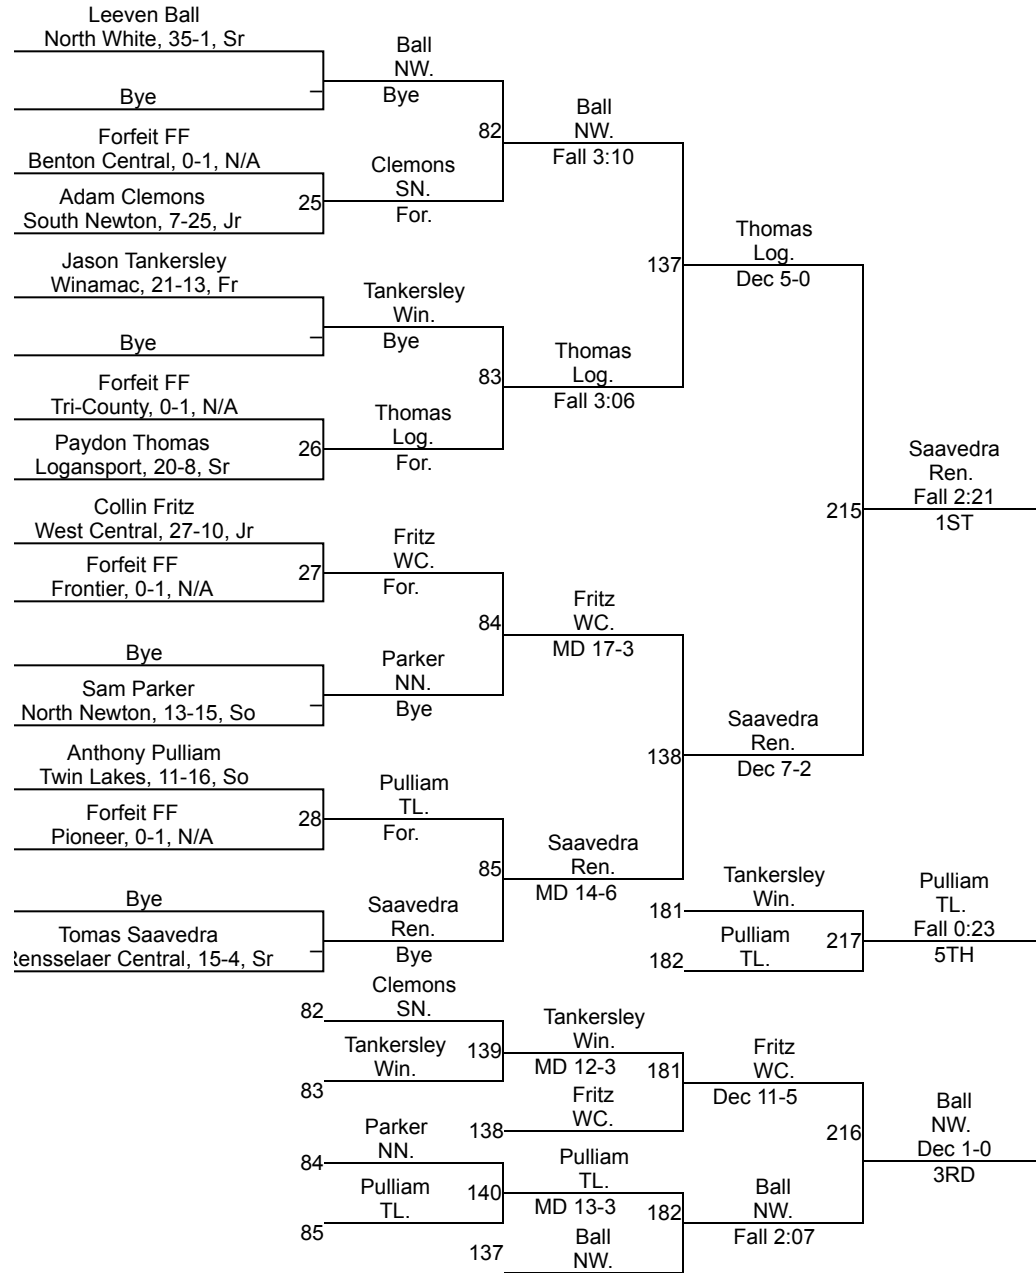 Leeven Ball
North White, 35-1, Sr
Bye
Forfeit FF
Benton Central, 0-1, N/A
Adam Clemons
South Newton, 7-25, Jr
Jason Tankersley
Winamac, 21-13, Fr
Bye
Forfeit FF
Tri-County, 0-1, N/A
Paydon Thomas
Logansport, 20-8, Sr
Collin Fritz
West Central, 27-10, Jr
Forfeit FF
Frontier, 0-1, N/A
Bye
Sam Parker
North Newton, 13-15, So
Anthony Pulliam
Twin Lakes, 11-16, So
Forfeit FF
Pioneer, 0-1, N/A
Bye
Tomas Saavedra
Rensselaer Central, 15-4, Sr
25
26
27
28
Ball
NW.
Bye
Clemons
SN.
For.
Tankersley
Win.
Bye
Thomas
Log.
For.
Fritz
WC.
For.
Parker
NN.
Bye
Pulliam
TL.
For.
Saavedra
Ren.
Bye
82
83
84
85
Ball
NW.
Fall 3:10
Thomas
Log.
Fall 3:06
Fritz
WC.
MD 17-3
Saavedra
Ren.
MD 14-6
137
138
Thomas
Log.
Dec 5-0
Saavedra
Ren.
Dec 7-2
215
Saavedra
Ren.
Fall 2:21
1ST
181
Tankersley
Win.
182
Pulliam
TL.
217
Pulliam
TL.
Fall 0:23
5TH
82
Clemons
SN.
83
Tankersley
Win.
84
Parker
NN.
85
Pulliam
TL.
139
Tankersley
Win.
MD 12-3
138
Fritz
WC.
140
Pulliam
TL.
MD 13-3
137
Ball
NW.
181
Fritz
WC.
Dec 11-5
182
Ball
NW.
Fall 2:07
216
Ball
NW.
Dec 1-0
3RD